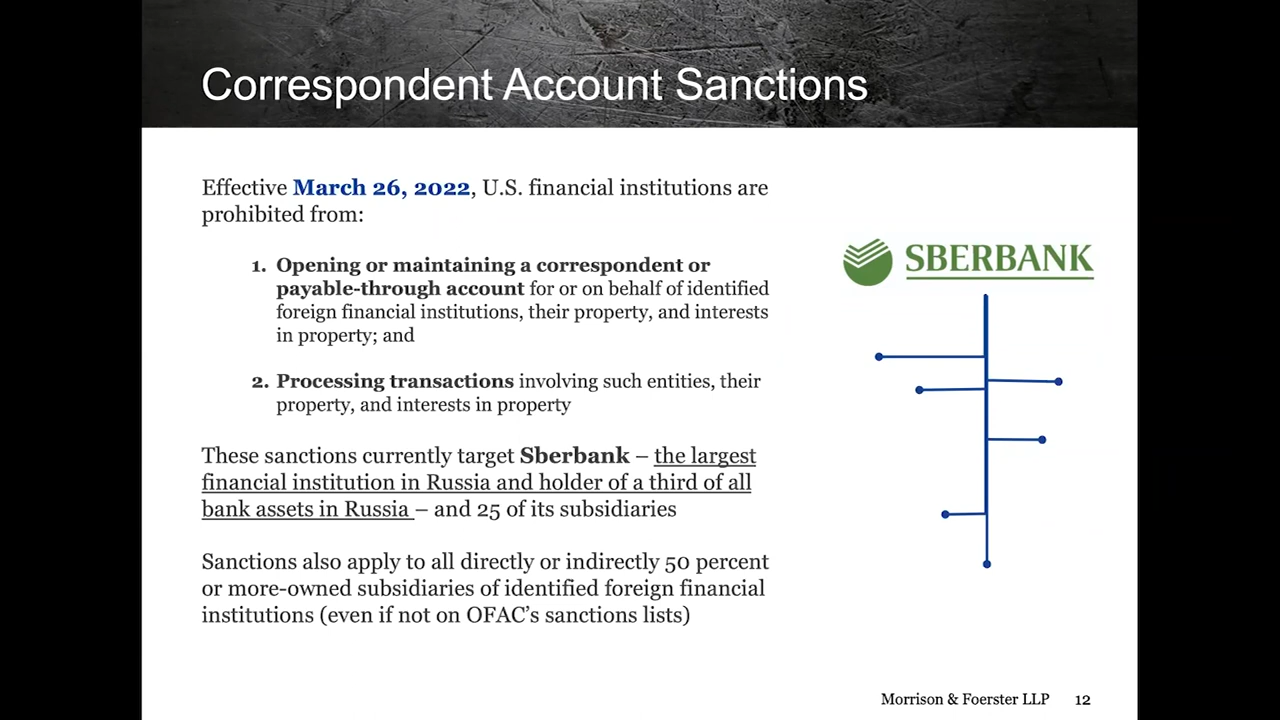 Correspondent Account Sanctions
Effective March 26, 2022, U.S. financial institutions are
prohibited from:
1. Opening or maintaining a correspondent or
payable-through account for or on behalf of identified
foreign financial institutions, their property, and interests
in property; and
2. Processing transactions involving such entities, their
property, and interests in property
These sanctions currently target Sberbank – the largest
financial institution in Russia and holder of a third of all
bank assets in Russia – and 25 of its subsidiaries
Sanctions also apply to all directly or indirectly 50 percent
or more-owned subsidiaries of identified foreign financial
institutions (even if not on OFAC’s sanctions lists)
SBERBANK
Morrison & Foerster LLP 12